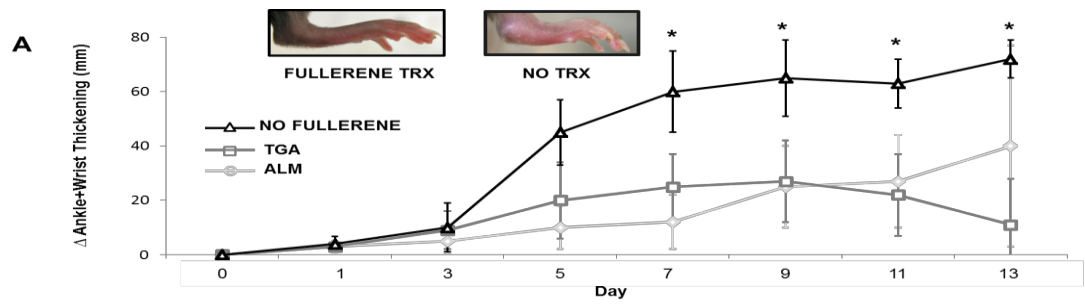 A
FULLERENE TRX
NO TRX
Δ Ankle+Wrist Thickening (mm)
80
60
40
20
0
NO FULLERENE
TGA
ALM
* * * *
0 1 3 5 7 9 11 13
Day